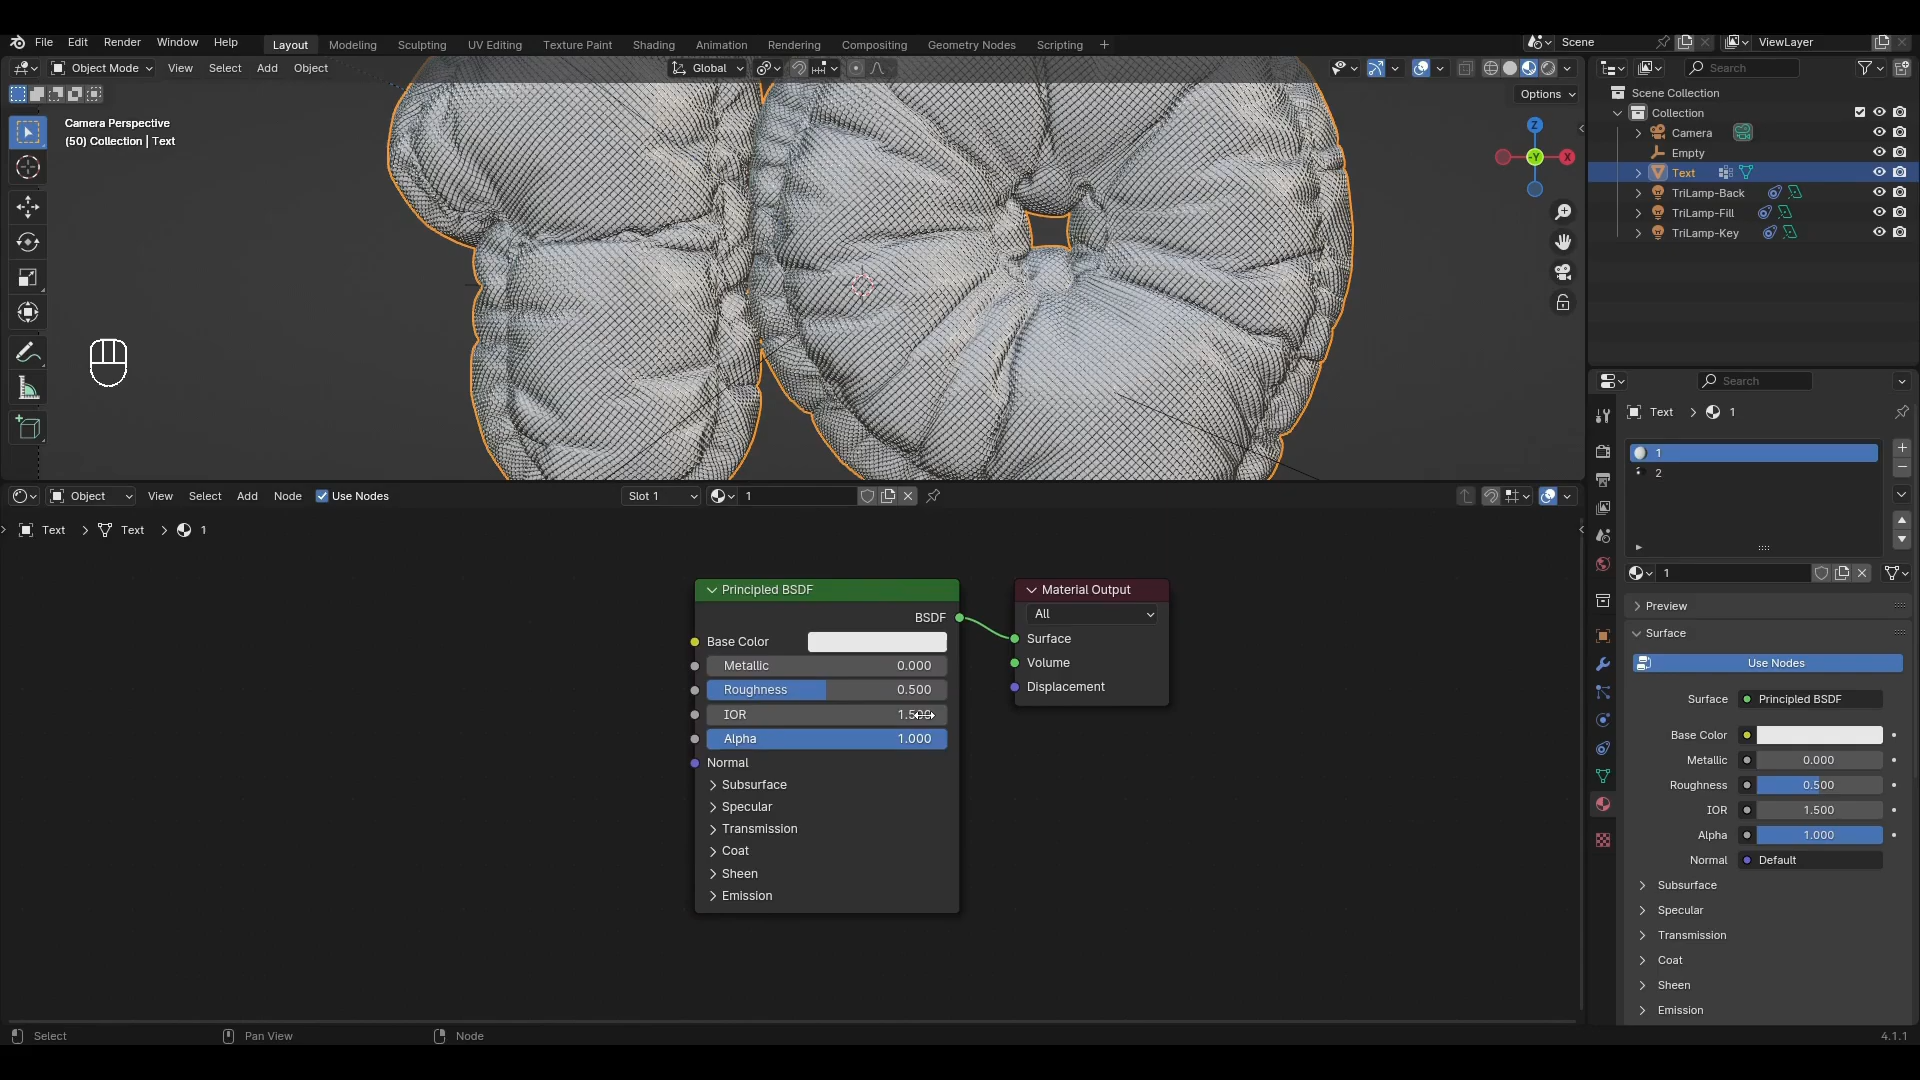 File Edit Render Window Help Layout Modeling Sculpting UV Editing Texture Paint Shading Animation Rendering Compositing Geometry Nodes Scripting + Scene ViewLayer
Object Mode View Select Add Object Global Search
Options
Camera Perspective
(50) Collection | Text
Z
X
-Y
Scene Collection
Collection
Camera
Empty
Text
TriLamp-Back
TriLamp-Fill
TriLamp-Key
Search
Text > 1
1
2
1
Preview
Surface
Use Nodes
Surface Principled BSDF
Base Color
Metallic 0.000
Roughness 0.500
IOR 1.500
Alpha 1.000
Normal Default
Subsurface
Specular
Transmission
Coat
Sheen
Emission
Object View Select Add Node Use Nodes Slot 1 1
Text > Text > 1
Principled BSDF
BSDF
Base Color
Metallic 0.000
Roughness 0.500
IOR
Alpha 1.000
Normal
Subsurface
Specular
Transmission
Coat
Sheen
Emission
Material Output
All
Surface
Volume
Displacement
Select Pan View Node 4.1.1